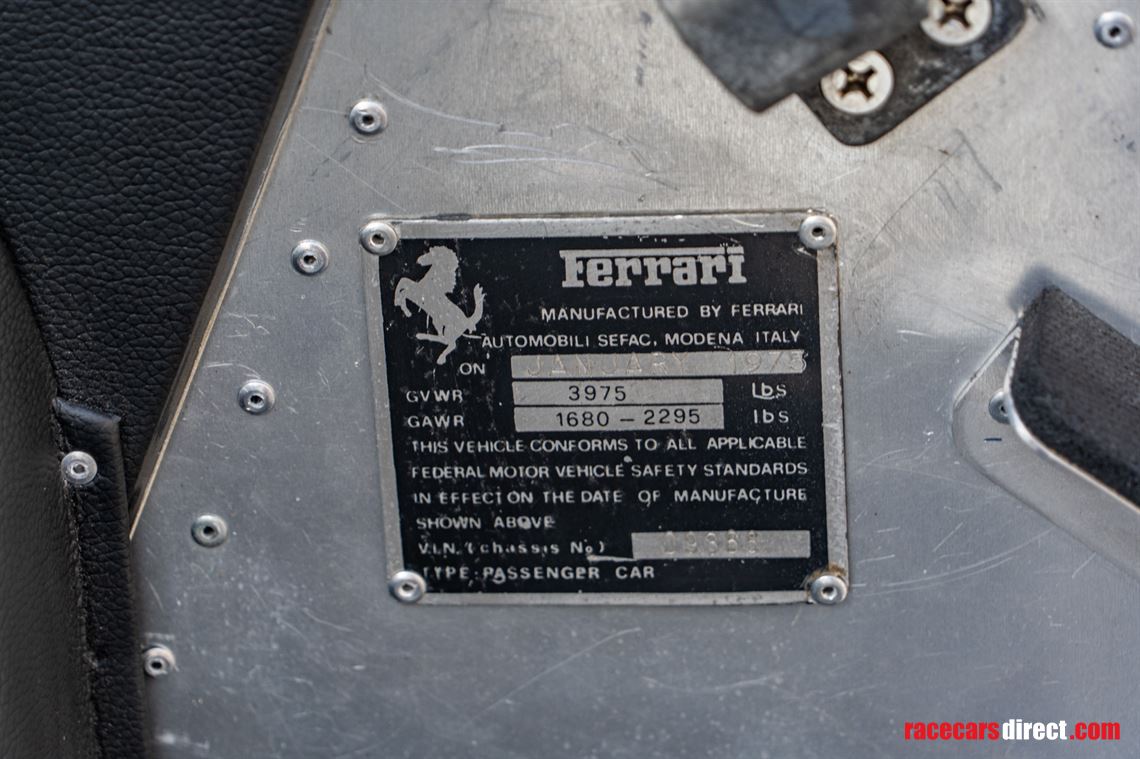 Ferrari
MANUFACTURED BY FERRARI
AUTOMOBILI SEFAC, MODENA ITALY
ON JANUARY 1975
GVWR 3975 Lbs
GAWR 1680 – 2295 lbs
THIS VEHICLE CONFORMS TO ALL APPLICABLE
FEDERAL MOTOR VEHICLE SAFETY STANDARDS
IN EFFECT ON THE DATE OF MANUFACTURE
SHOWN ABOVE
V.I.N. (chassis No)
TYPE PASSENGER CAR
racecarsdirect.com